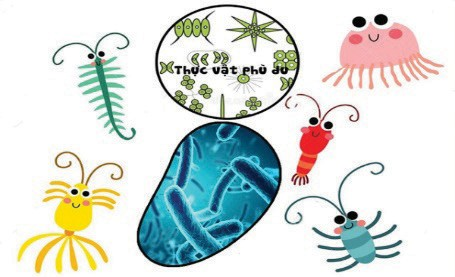 Thực vật phù du